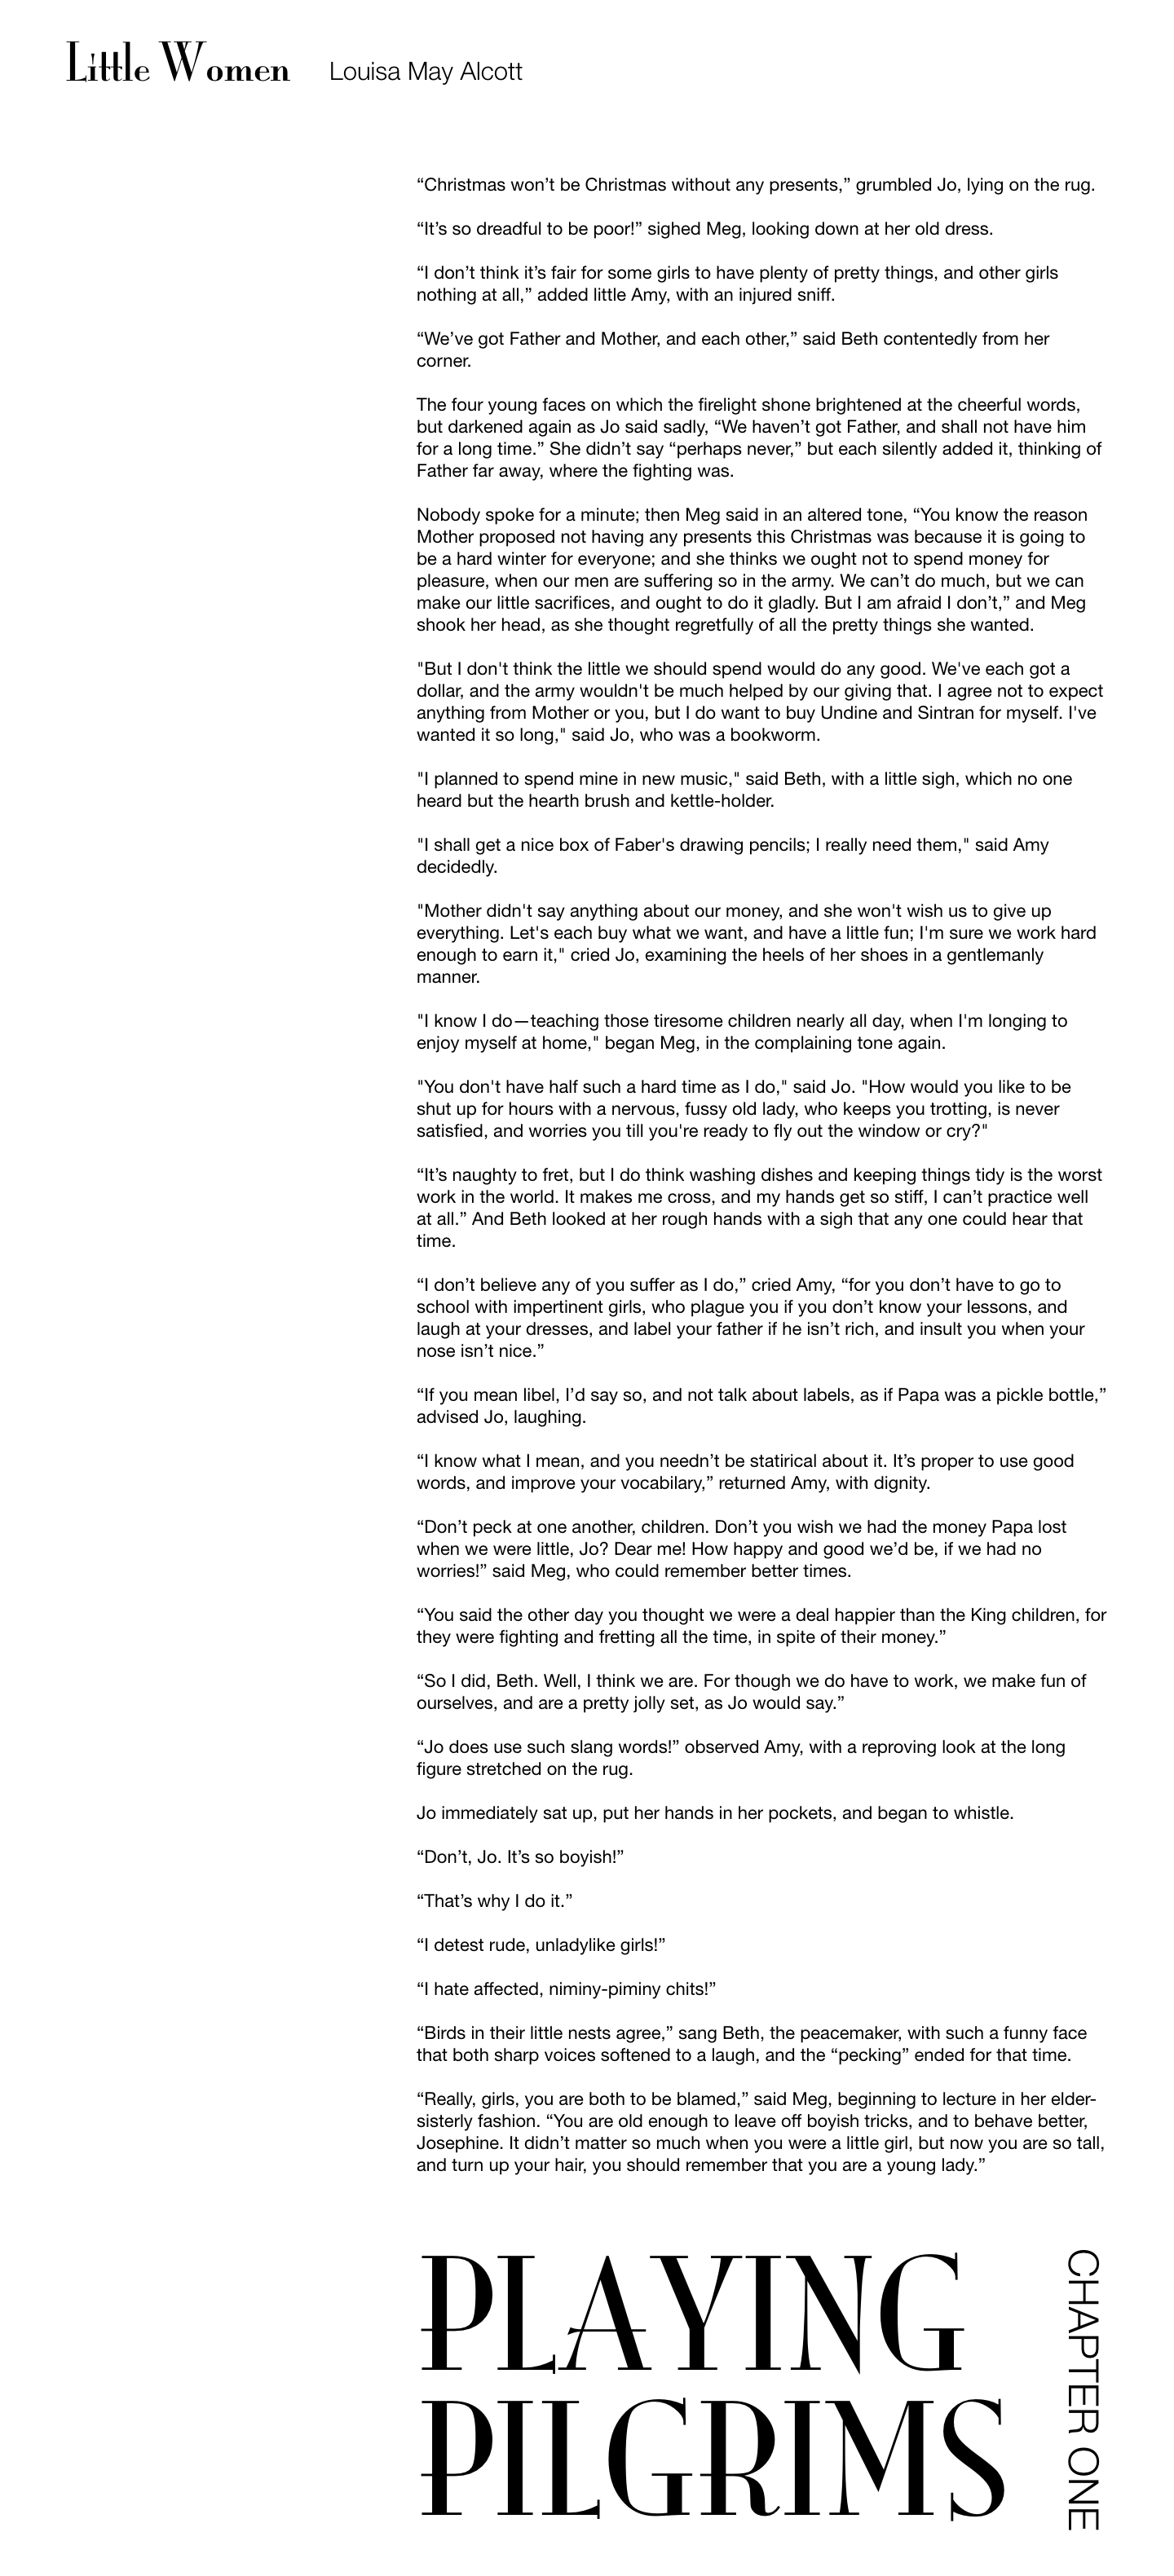 Little Women Louisa May Alcott
“Christmas won’t be Christmas without any presents,” grumbled Jo, lying on the rug.
“It’s so dreadful to be poor!” sighed Meg, looking down at her old dress.
“I don’t think it’s fair for some girls to have plenty of pretty things, and other girls
nothing at all,” added little Amy, with an injured sniff.
“We’ve got Father and Mother, and each other,” said Beth contentedly from her
corner.
The four young faces on which the firelight shone brightened at the cheerful words,
but darkened again as Jo said sadly, “We haven’t got Father, and shall not have him
for a long time.” She didn’t say “perhaps never,” but each silently added it, thinking of
Father far away, where the fighting was.
Nobody spoke for a minute; then Meg said in an altered tone, “You know the reason
Mother proposed not having any presents this Christmas was because it is going to
be a hard winter for everyone; and she thinks we ought not to spend money for
pleasure, when our men are suffering so in the army. We can’t do much, but we can
make our little sacrifices, and ought to do it gladly. But I am afraid I don’t,” and Meg
shook her head, as she thought regretfully of all the pretty things she wanted.
"But I don't think the little we should spend would do any good. We've each got a
dollar, and the army wouldn't be much helped by our giving that. I agree not to expect
anything from Mother or you, but I do want to buy Undine and Sintran for myself. I've
wanted it so long," said Jo, who was a bookworm.
"I planned to spend mine in new music," said Beth, with a little sigh, which no one
heard but the hearth brush and kettle-holder.
"I shall get a nice box of Faber's drawing pencils; I really need them," said Amy
decidedly.
"Mother didn't say anything about our money, and she won't wish us to give up
everything. Let's each buy what we want, and have a little fun; I'm sure we work hard
enough to earn it," cried Jo, examining the heels of her shoes in a gentlemanly
manner.
"I know I do—teaching those tiresome children nearly all day, when I'm longing to
enjoy myself at home," began Meg, in the complaining tone again.
"You don't have half such a hard time as I do," said Jo. "How would you like to be
shut up for hours with a nervous, fussy old lady, who keeps you trotting, is never
satisfied, and worries you till you're ready to fly out the window or cry?"
“It’s naughty to fret, but I do think washing dishes and keeping things tidy is the worst
work in the world. It makes me cross, and my hands get so stiff, I can’t practice well
at all.” And Beth looked at her rough hands with a sigh that any one could hear that
time.
“I don’t believe any of you suffer as I do,” cried Amy, “for you don’t have to go to
school with impertinent girls, who plague you if you don’t know your lessons, and
laugh at your dresses, and label your father if he isn’t rich, and insult you when your
nose isn’t nice.”
“If you mean libel, I’d say so, and not talk about labels, as if Papa was a pickle bottle,”
advised Jo, laughing.
“I know what I mean, and you needn’t be statirical about it. It’s proper to use good
words, and improve your vocabilary,” returned Amy, with dignity.
“Don’t peck at one another, children. Don’t you wish we had the money Papa lost
when we were little, Jo? Dear me! How happy and good we’d be, if we had no
worries!” said Meg, who could remember better times.
“You said the other day you thought we were a deal happier than the King children, for
they were fighting and fretting all the time, in spite of their money.”
“So I did, Beth. Well, I think we are. For though we do have to work, we make fun of
ourselves, and are a pretty jolly set, as Jo would say.”
“Jo does use such slang words!” observed Amy, with a reproving look at the long
figure stretched on the rug.
Jo immediately sat up, put her hands in her pockets, and began to whistle.
“Don’t, Jo. It’s so boyish!”
“That’s why I do it.”
“I detest rude, unladylike girls!”
“I hate affected, niminy-piminy chits!”
“Birds in their little nests agree,” sang Beth, the peacemaker, with such a funny face
that both sharp voices softened to a laugh, and the “pecking” ended for that time.
“Really, girls, you are both to be blamed,” said Meg, beginning to lecture in her elder-
sisterly fashion. “You are old enough to leave off boyish tricks, and to behave better,
Josephine. It didn’t matter so much when you were a little girl, but now you are so tall,
and turn up your hair, you should remember that you are a young lady.”
PLAYING
PILGRIMS
CHAPTER ONE